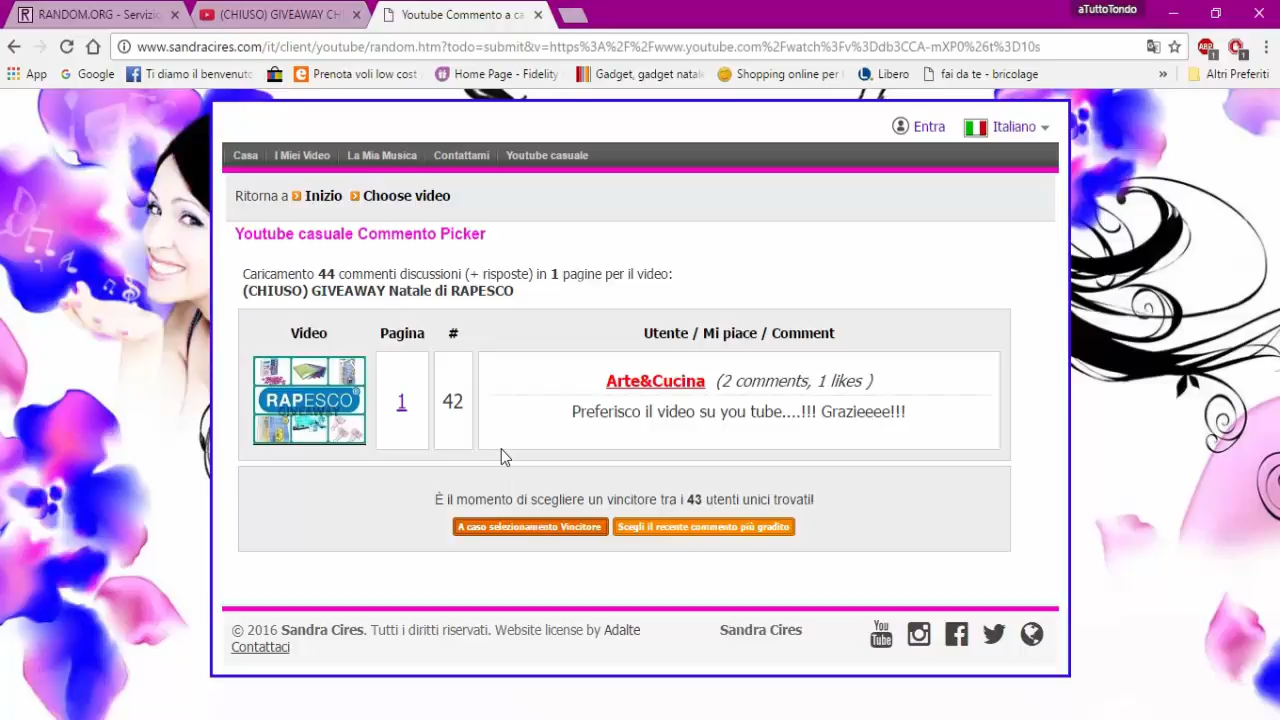 RANDOM.ORG - Servizio
(CHIUSO) GIVEAWAY CH
Youtube Commento a ca
aTuttoTondo
www.sandracires.com/it/client/youtube/random.htm?todo=submit&v=https%3A%2F%2Fwww.youtube.com%2Fwatch%3Fv%3Ddb3CCA-mXP0%26t%3D10s
App
Google
Ti diamo il benvenuto
Prenota voli low cost
Home Page - Fidelity
Gadget, gadget natale
Shopping online per
Libero
fai da te - bricolage
»
Altri Preferiti
Entra
Italiano
Casa
I Miei Video
La Mia Musica
Contattami
Youtube casuale
Ritorna a Inizio Choose video
Youtube casuale Commento Picker
Caricamento 44 commenti discussioni (+ risposte) in 1 pagine per il video:
(CHIUSO) GIVEAWAY Natale di RAPESCO
Video
Pagina
#
Utente / Mi piace / Comment
RAPESCO®
GIVEAWAY
1
42
Arte&Cucina (2 comments, 1 likes )
Preferisco il video su you tube....!!! Grazieeee!!!
È il momento di scegliere un vincitore tra i 43 utenti unici trovati!
A caso selezionamento Vincitore
Scegli il recente commento più gradito
© 2016 Sandra Cires. Tutti i diritti riservati. Website license by Adalte
Contattaci
Sandra Cires
You
Tube